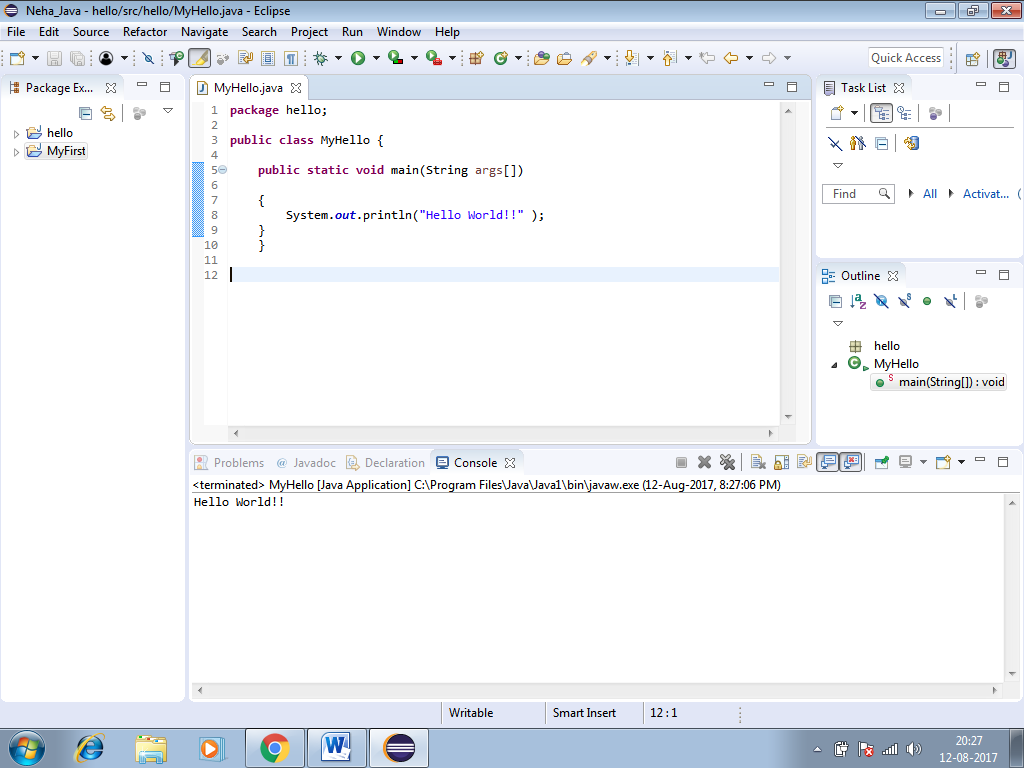 Neha_Java - hello/src/hello/MyHello.java - Eclipse
File Edit Source Refactor Navigate Search Project Run Window Help
Quick Access
Package Ex...
hello
MyFirst
MyHello.java
1 package hello;
2
3 public class MyHello {
4
5 public static void main(String args[])
6
7 {
8 System.out.println("Hello World!!" );
9 }
10 }
11
12
Task List
Find All Activat...
Outline
hello
MyHello
main(String[]) : void
Problems @ Javadoc Declaration Console
<terminated> MyHello [Java Application] C:\Program Files\Java\Java1\bin\javaw.exe (12-Aug-2017, 8:27:06 PM)
Hello World!!
Writable Smart Insert 12 : 1
20:27
12-08-2017